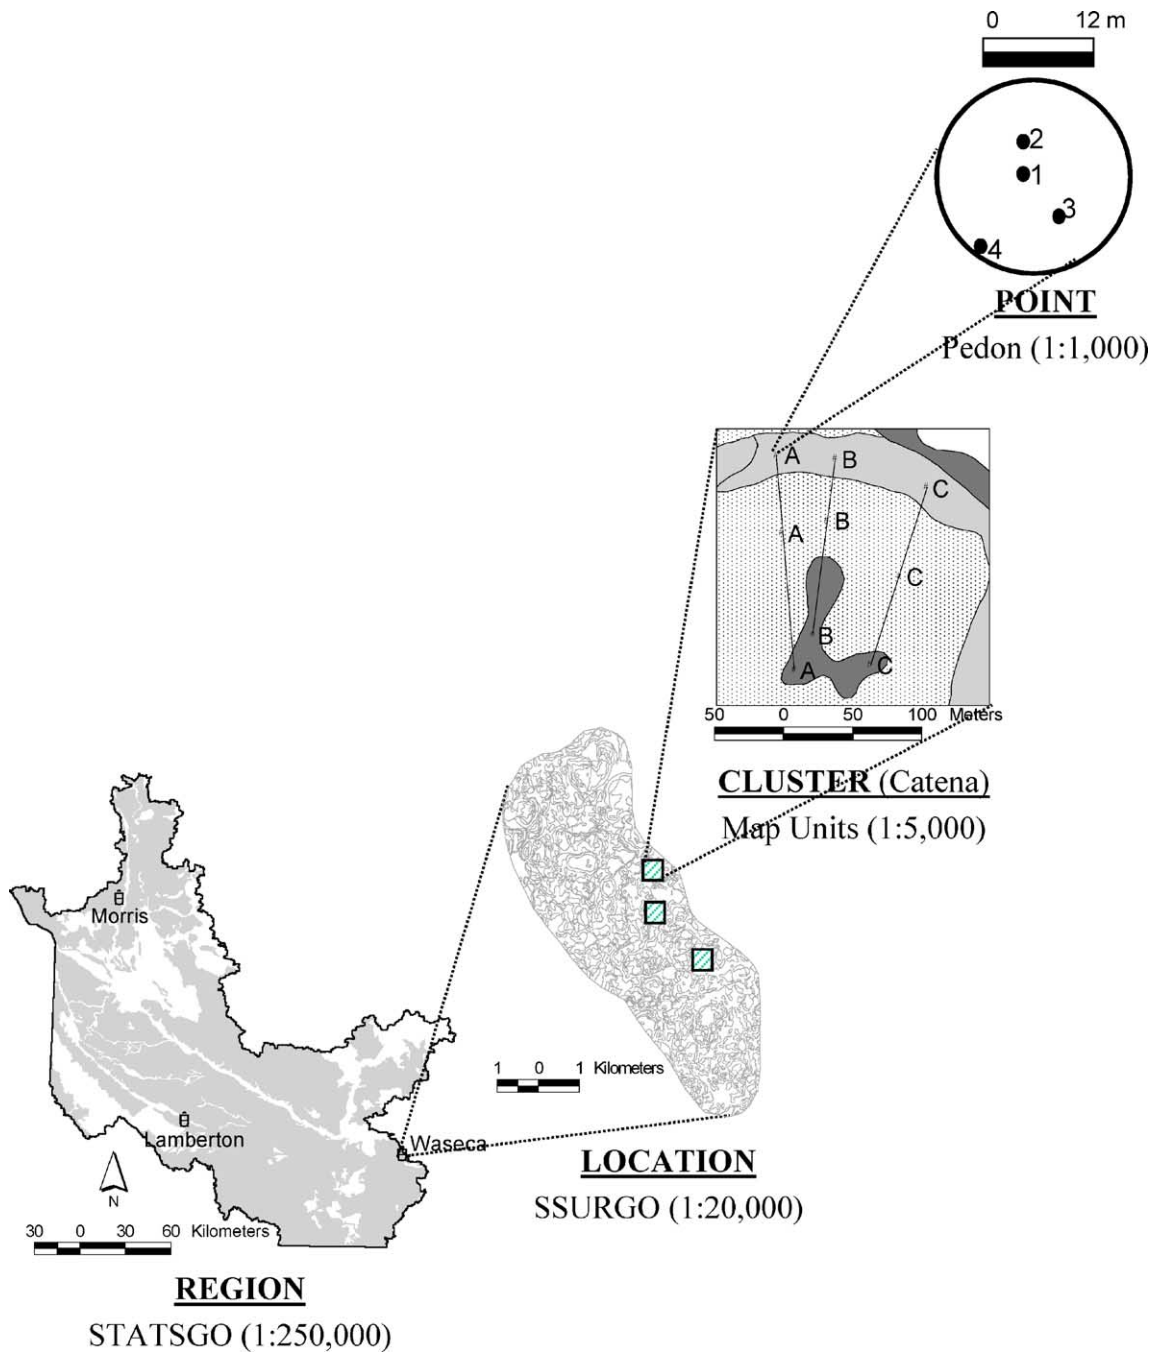 0 12 m
2
1
3
4
POINT
Pedon (1:1,000)
A B C
A B C
B
A C
50 0 50 100 Meters
CLUSTER (Catena)
Map Units (1:5,000)
Morris
Lamberton
Waseca
N
1 0 1 Kilometers
LOCATION
SSURGO (1:20,000)
30 0 30 60 Kilometers
REGION
STATSGO (1:250,000)